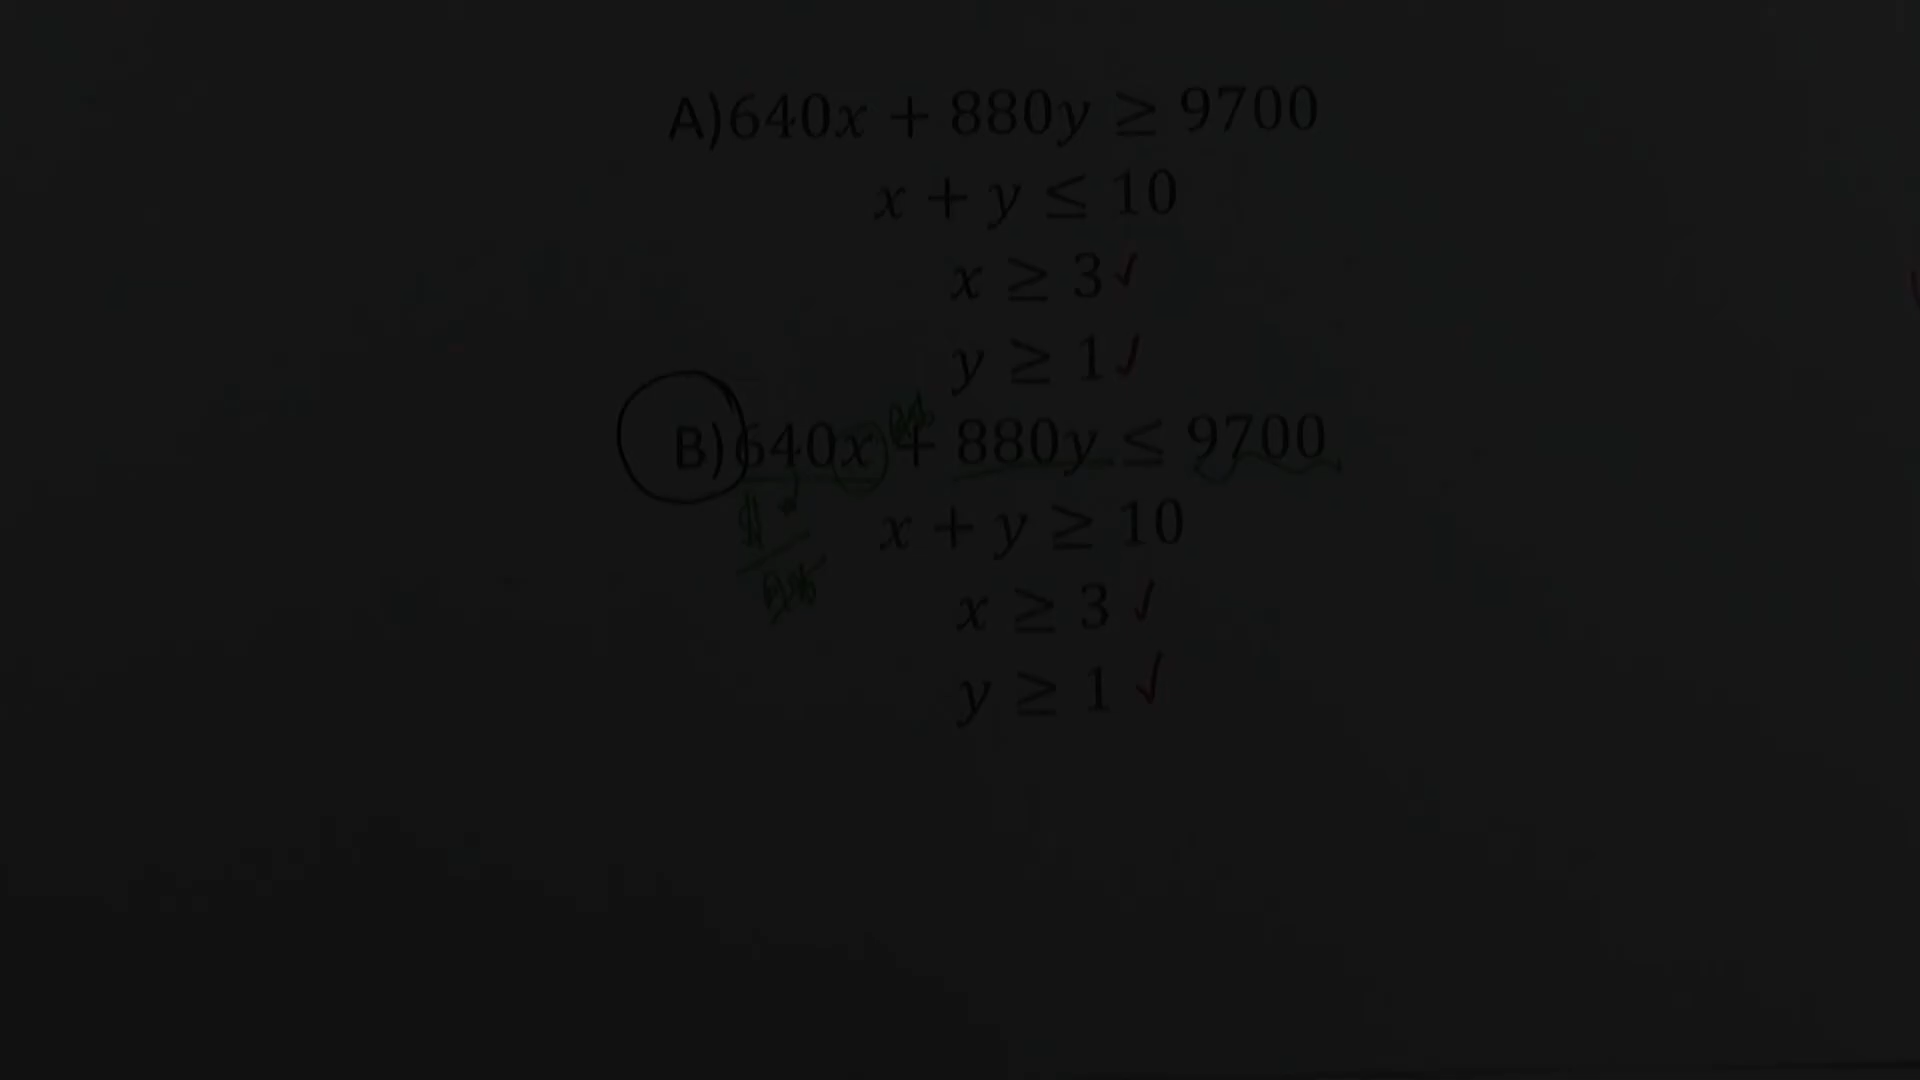 A)640x + 880y ≥ 9700
x + y ≤ 10
x ≥ 3 ✓
y ≥ 1 ✓
B)640x + 880y ≤ 9700
x + y ≥ 10
x ≥ 3 ✓
y ≥ 1 ✓